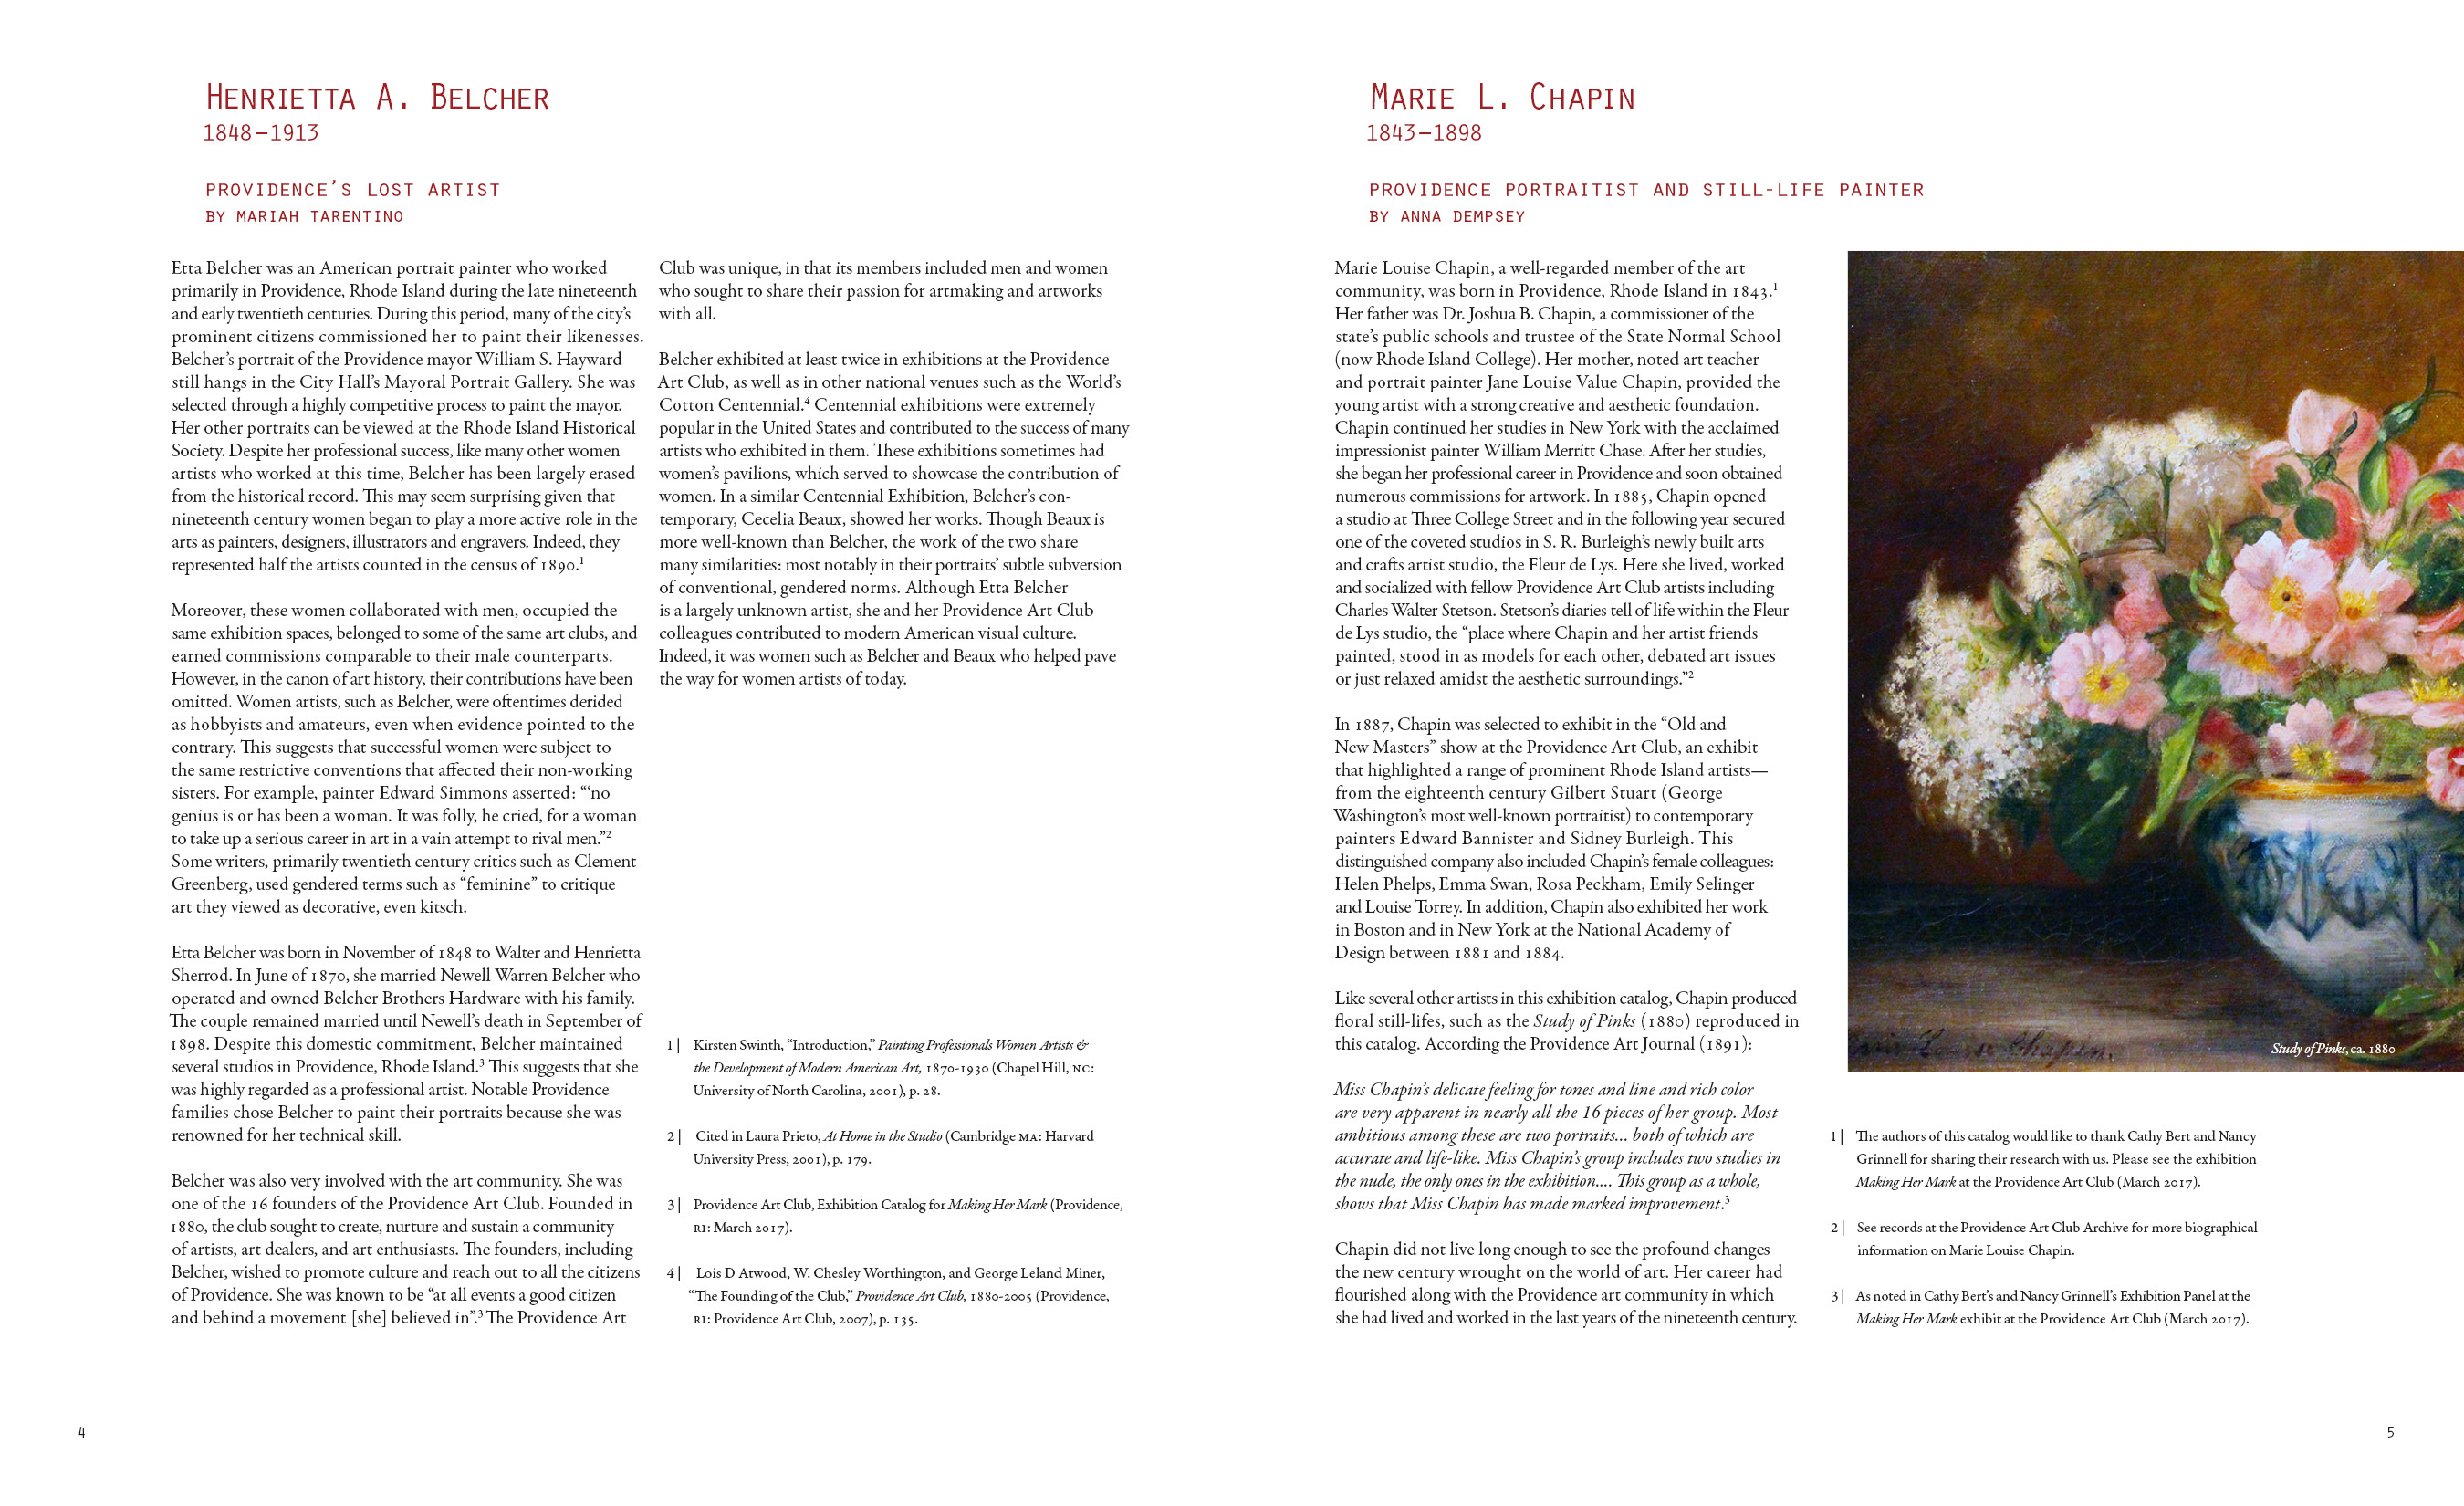 Henrietta A. Belcher
1848–1913
PROVIDENCE'S LOST ARTIST
BY MARIAH TARENTINO
Etta Belcher was an American portrait painter who worked
primarily in Providence, Rhode Island during the late nineteenth
and early twentieth centuries. During this period, many of the city's
prominent citizens commissioned her to paint their likenesses.
Belcher's portrait of the Providence mayor William S. Hayward
still hangs in the City Hall's Mayoral Portrait Gallery. She was
selected through a highly competitive process to paint the mayor.
Her other portraits can be viewed at the Rhode Island Historical
Society. Despite her professional success, like many other women
artists who worked at this time, Belcher has been largely erased
from the historical record. This may seem surprising given that
nineteenth century women began to play a more active role in the
arts as painters, designers, illustrators and engravers. Indeed, they
represented half the artists counted in the census of 1890.¹
Moreover, these women collaborated with men, occupied the
same exhibition spaces, belonged to some of the same art clubs, and
earned commissions comparable to their male counterparts.
However, in the canon of art history, their contributions have been
omitted. Women artists, such as Belcher, were oftentimes derided
as hobbyists and amateurs, even when evidence pointed to the
contrary. This suggests that successful women were subject to
the same restrictive conventions that affected their non-working
sisters. For example, painter Edward Simmons asserted: “‘no
genius is or has been a woman. It was folly, he cried, for a woman
to take up a serious career in art in a vain attempt to rival men.”²
Some writers, primarily twentieth century critics such as Clement
Greenberg, used gendered terms such as “feminine” to critique
art they viewed as decorative, even kitsch.
Etta Belcher was born in November of 1848 to Walter and Henrietta
Sherrod. In June of 1870, she married Newell Warren Belcher who
operated and owned Belcher Brothers Hardware with his family.
The couple remained married until Newell's death in September of
1898. Despite this domestic commitment, Belcher maintained
several studios in Providence, Rhode Island.³ This suggests that she
was highly regarded as a professional artist. Notable Providence
families chose Belcher to paint their portraits because she was
renowned for her technical skill.
Belcher was also very involved with the art community. She was
one of the 16 founders of the Providence Art Club. Founded in
1880, the club sought to create, nurture and sustain a community
of artists, art dealers, and art enthusiasts. The founders, including
Belcher, wished to promote culture and reach out to all the citizens
of Providence. She was known to be “at all events a good citizen
and behind a movement [she] believed in”.³ The Providence Art
Club was unique, in that its members included men and women
who sought to share their passion for artmaking and artworks
with all.
Belcher exhibited at least twice in exhibitions at the Providence
Art Club, as well as in other national venues such as the World's
Cotton Centennial.⁴ Centennial exhibitions were extremely
popular in the United States and contributed to the success of many
artists who exhibited in them. These exhibitions sometimes had
women's pavilions, which served to showcase the contribution of
women. In a similar Centennial Exhibition, Belcher's con-
temporary, Cecelia Beaux, showed her works. Though Beaux is
more well-known than Belcher, the work of the two share
many similarities: most notably in their portraits' subtle subversion
of conventional, gendered norms. Although Etta Belcher
is a largely unknown artist, she and her Providence Art Club
colleagues contributed to modern American visual culture.
Indeed, it was women such as Belcher and Beaux who helped pave
the way for women artists of today.
1 | Kirsten Swinth, “Introduction,” Painting Professionals Women Artists &
the Development of Modern American Art, 1870-1930 (Chapel Hill, NC:
University of North Carolina, 2001), p. 28.
2 | Cited in Laura Prieto, At Home in the Studio (Cambridge MA: Harvard
University Press, 2001), p. 179.
3 | Providence Art Club, Exhibition Catalog for Making Her Mark (Providence,
RI: March 2017).
4 | Lois D Atwood, W. Chesley Worthington, and George Leland Miner,
“The Founding of the Club,” Providence Art Club, 1880-2005 (Providence,
RI: Providence Art Club, 2007), p. 135.
4
Marie L. Chapin
1843–1898
PROVIDENCE PORTRAITIST AND STILL-LIFE PAINTER
BY ANNA DEMPSEY
Marie Louise Chapin, a well-regarded member of the art
community, was born in Providence, Rhode Island in 1843.¹
Her father was Dr. Joshua B. Chapin, a commissioner of the
state's public schools and trustee of the State Normal School
(now Rhode Island College). Her mother, noted art teacher
and portrait painter Jane Louise Value Chapin, provided the
young artist with a strong creative and aesthetic foundation.
Chapin continued her studies in New York with the acclaimed
impressionist painter William Merritt Chase. After her studies,
she began her professional career in Providence and soon obtained
numerous commissions for artwork. In 1885, Chapin opened
a studio at Three College Street and in the following year secured
one of the coveted studios in S. R. Burleigh's newly built arts
and crafts artist studio, the Fleur de Lys. Here she lived, worked
and socialized with fellow Providence Art Club artists including
Charles Walter Stetson. Stetson's diaries tell of life within the Fleur
de Lys studio, the “place where Chapin and her artist friends
painted, stood in as models for each other, debated art issues
or just relaxed amidst the aesthetic surroundings.”²
In 1887, Chapin was selected to exhibit in the “Old and
New Masters” show at the Providence Art Club, an exhibit
that highlighted a range of prominent Rhode Island artists—
from the eighteenth century Gilbert Stuart (George
Washington's most well-known portraitist) to contemporary
painters Edward Bannister and Sidney Burleigh. This
distinguished company also included Chapin's female colleagues:
Helen Phelps, Emma Swan, Rosa Peckham, Emily Selinger
and Louise Torrey. In addition, Chapin also exhibited her work
in Boston and in New York at the National Academy of
Design between 1881 and 1884.
Like several other artists in this exhibition catalog, Chapin produced
floral still-lifes, such as the Study of Pinks (1880) reproduced in
this catalog. According the Providence Art Journal (1891):
Miss Chapin's delicate feeling for tones and line and rich color
are very apparent in nearly all the 16 pieces of her group. Most
ambitious among these are two portraits... both of which are
accurate and life-like. Miss Chapin's group includes two studies in
the nude, the only ones in the exhibition.... This group as a whole,
shows that Miss Chapin has made marked improvement.³
Chapin did not live long enough to see the profound changes
the new century wrought on the world of art. Her career had
flourished along with the Providence art community in which
she had lived and worked in the last years of the nineteenth century.
Chapin.
Study of Pinks, ca. 1880
1 | The authors of this catalog would like to thank Cathy Bert and Nancy
Grinnell for sharing their research with us. Please see the exhibition
Making Her Mark at the Providence Art Club (March 2017).
2 | See records at the Providence Art Club Archive for more biographical
information on Marie Louise Chapin.
3 | As noted in Cathy Bert's and Nancy Grinnell's Exhibition Panel at the
Making Her Mark exhibit at the Providence Art Club (March 2017).
5